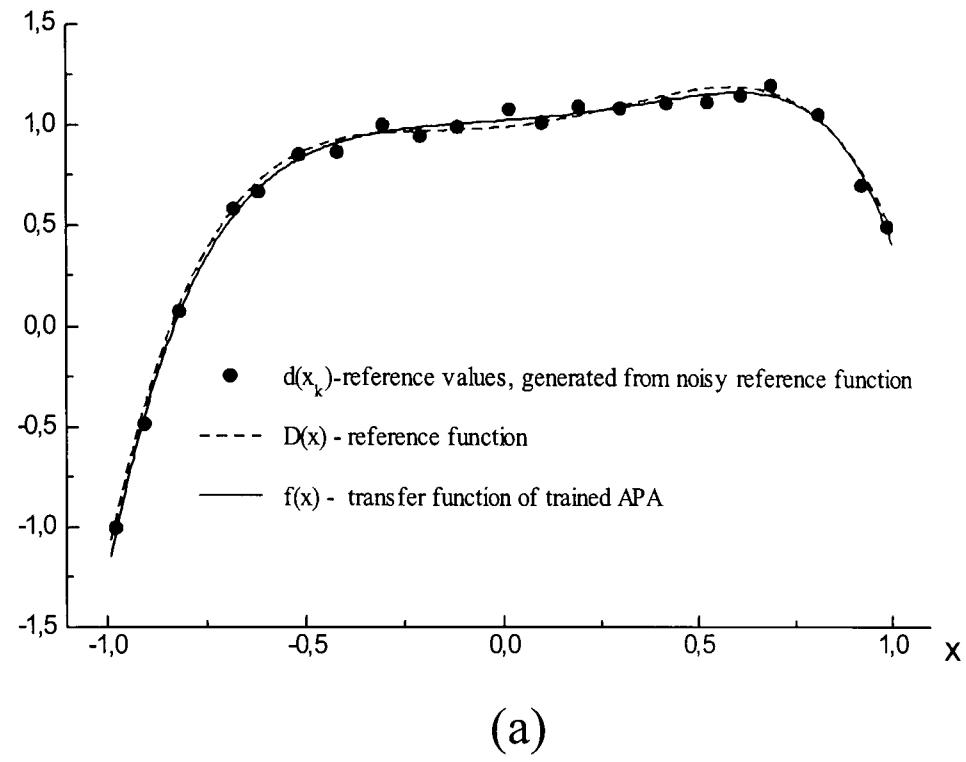 1,5
1,0
0,5
0,0
-0,5
-1,0
-1,5
d(x_k)-reference values, generated from noisy reference function
D(x) - reference function
f(x) - transfer function of trained APA
-1,0 -0,5 0,0 0,5 1,0 X
(a)